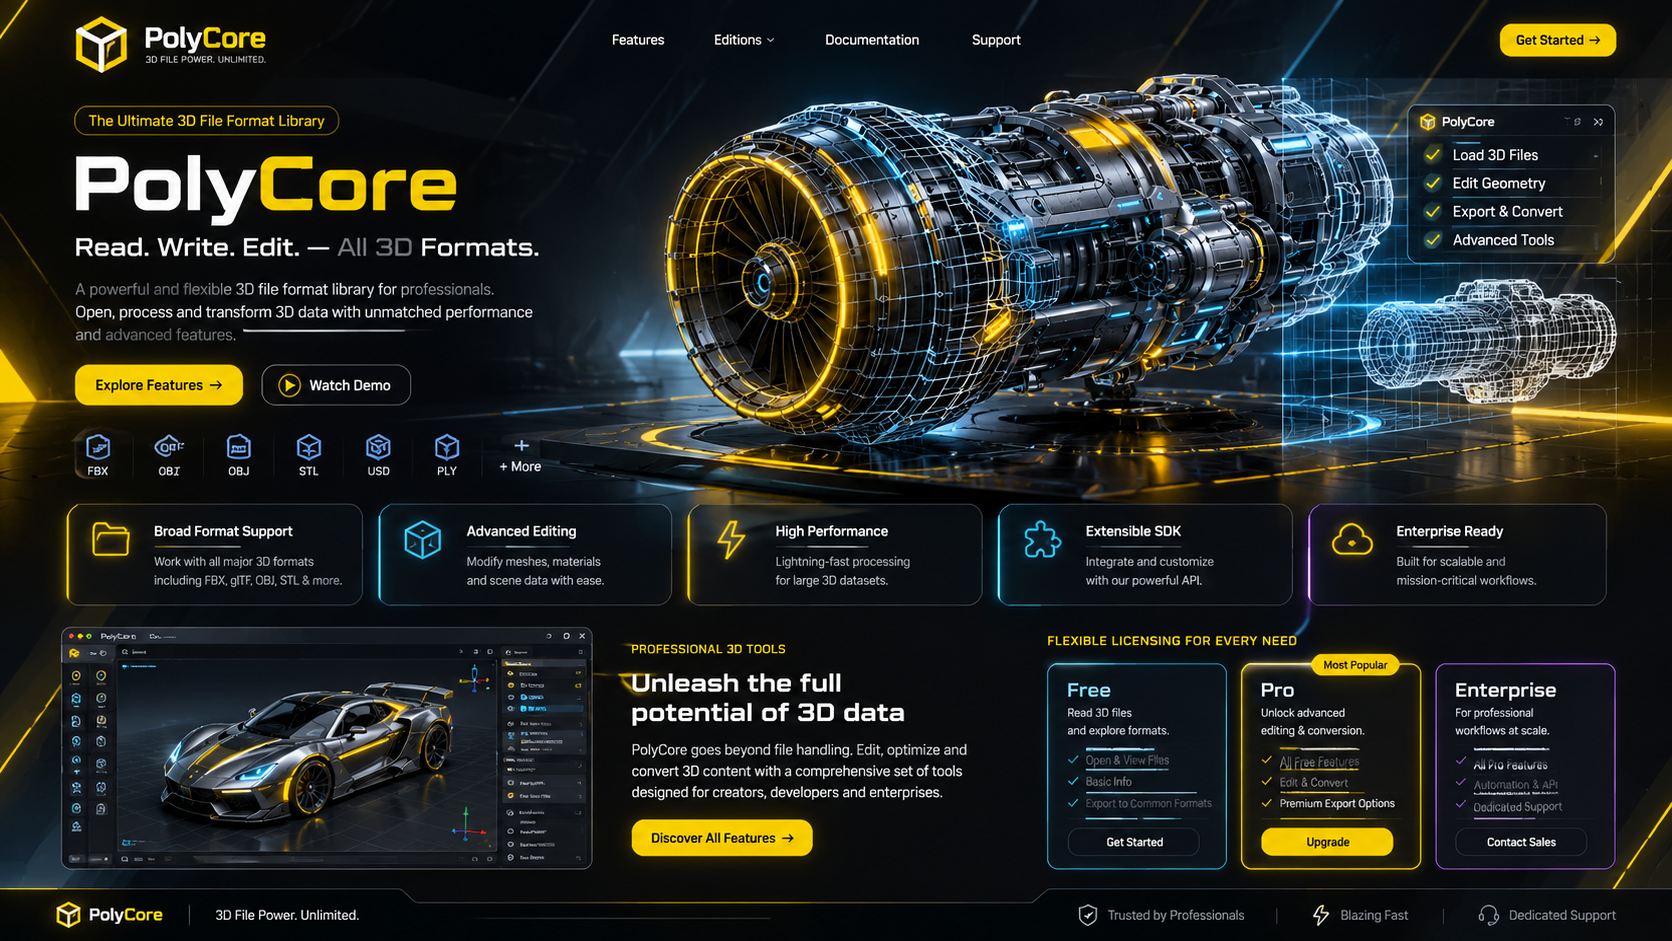 PolyCore
3D FILE POWER. UNLIMITED.
Features
Editions
Documentation
Support
Get Started →
The Ultimate 3D File Format Library
PolyCore
Read. Write. Edit. — All 3D Formats.
A powerful and flexible 3D file format library for professionals.
Open, process and transform 3D data with unmatched performance
and advanced features.
Explore Features →
Watch Demo
PolyCore
Load 3D Files
Edit Geometry
Export & Convert
Advanced Tools
FBX
OBJ
STL
USD
PLY
+ More
Broad Format Support
Work with all major 3D formats
including FBX, glTF, OBJ, STL & more.
Advanced Editing
Modify meshes, materials
and scene data with ease.
High Performance
Lightning-fast processing
for large 3D datasets.
Extensible SDK
Integrate and customize
with our powerful API.
Enterprise Ready
Built for scalable and
mission-critical workflows.
PolyCore
PROFESSIONAL 3D TOOLS
Unleash the full
potential of 3D data
PolyCore goes beyond file handling. Edit, optimize and
convert 3D content with a comprehensive set of tools
designed for creators, developers and enterprises.
Discover All Features →
FLEXIBLE LICENSING FOR EVERY NEED
Free
Read 3D files
and explore formats.
Open & View Files
Basic Info
Export to Common Formats
Get Started
Most Popular
Pro
Unlock advanced
editing & conversion.
All Free Features
Edit & Convert
Premium Export Options
Upgrade
Enterprise
For professional
workflows at scale.
All Pro Features
Automation & API
Dedicated Support
Contact Sales
PolyCore
3D File Power. Unlimited.
Trusted by Professionals
Blazing Fast
Dedicated Support